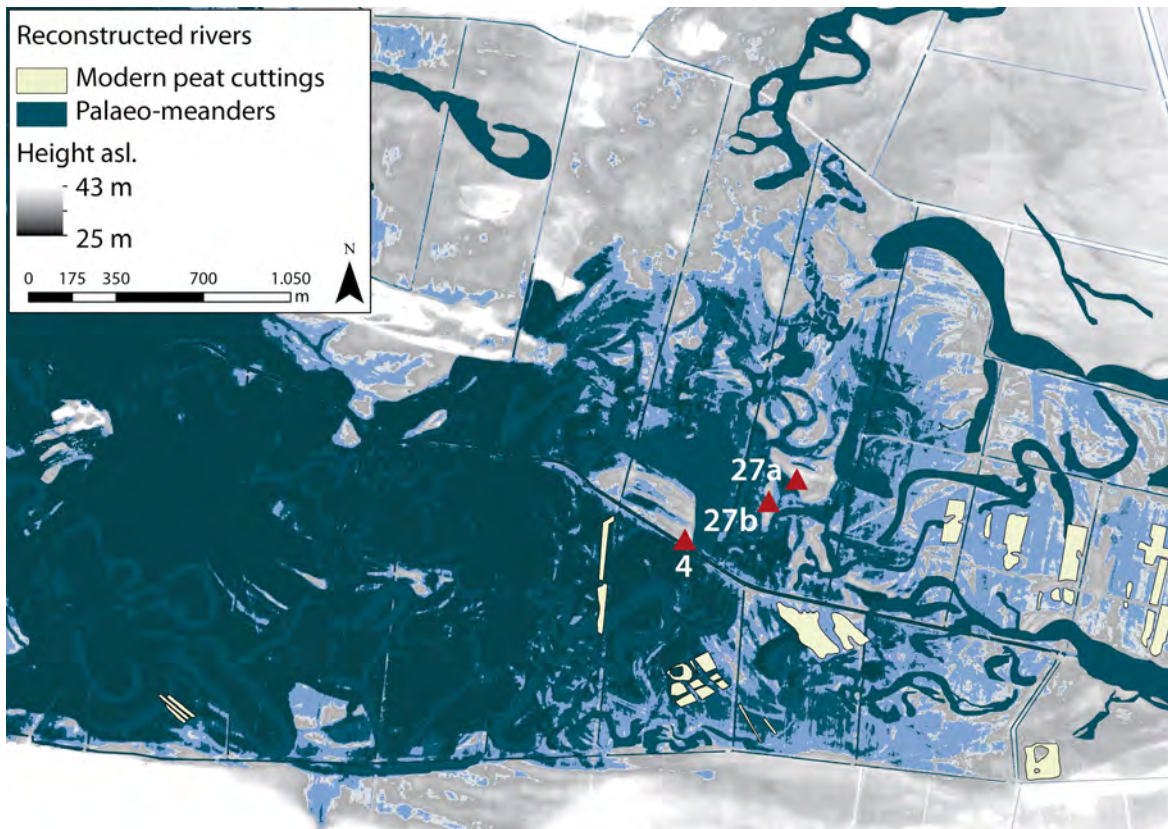 Reconstructed rivers
Modern peat cuttings
Palaeo-meanders
Height asl.
43 m
25 m
N
0 175 350 700 1.050
m
27a
27b
4